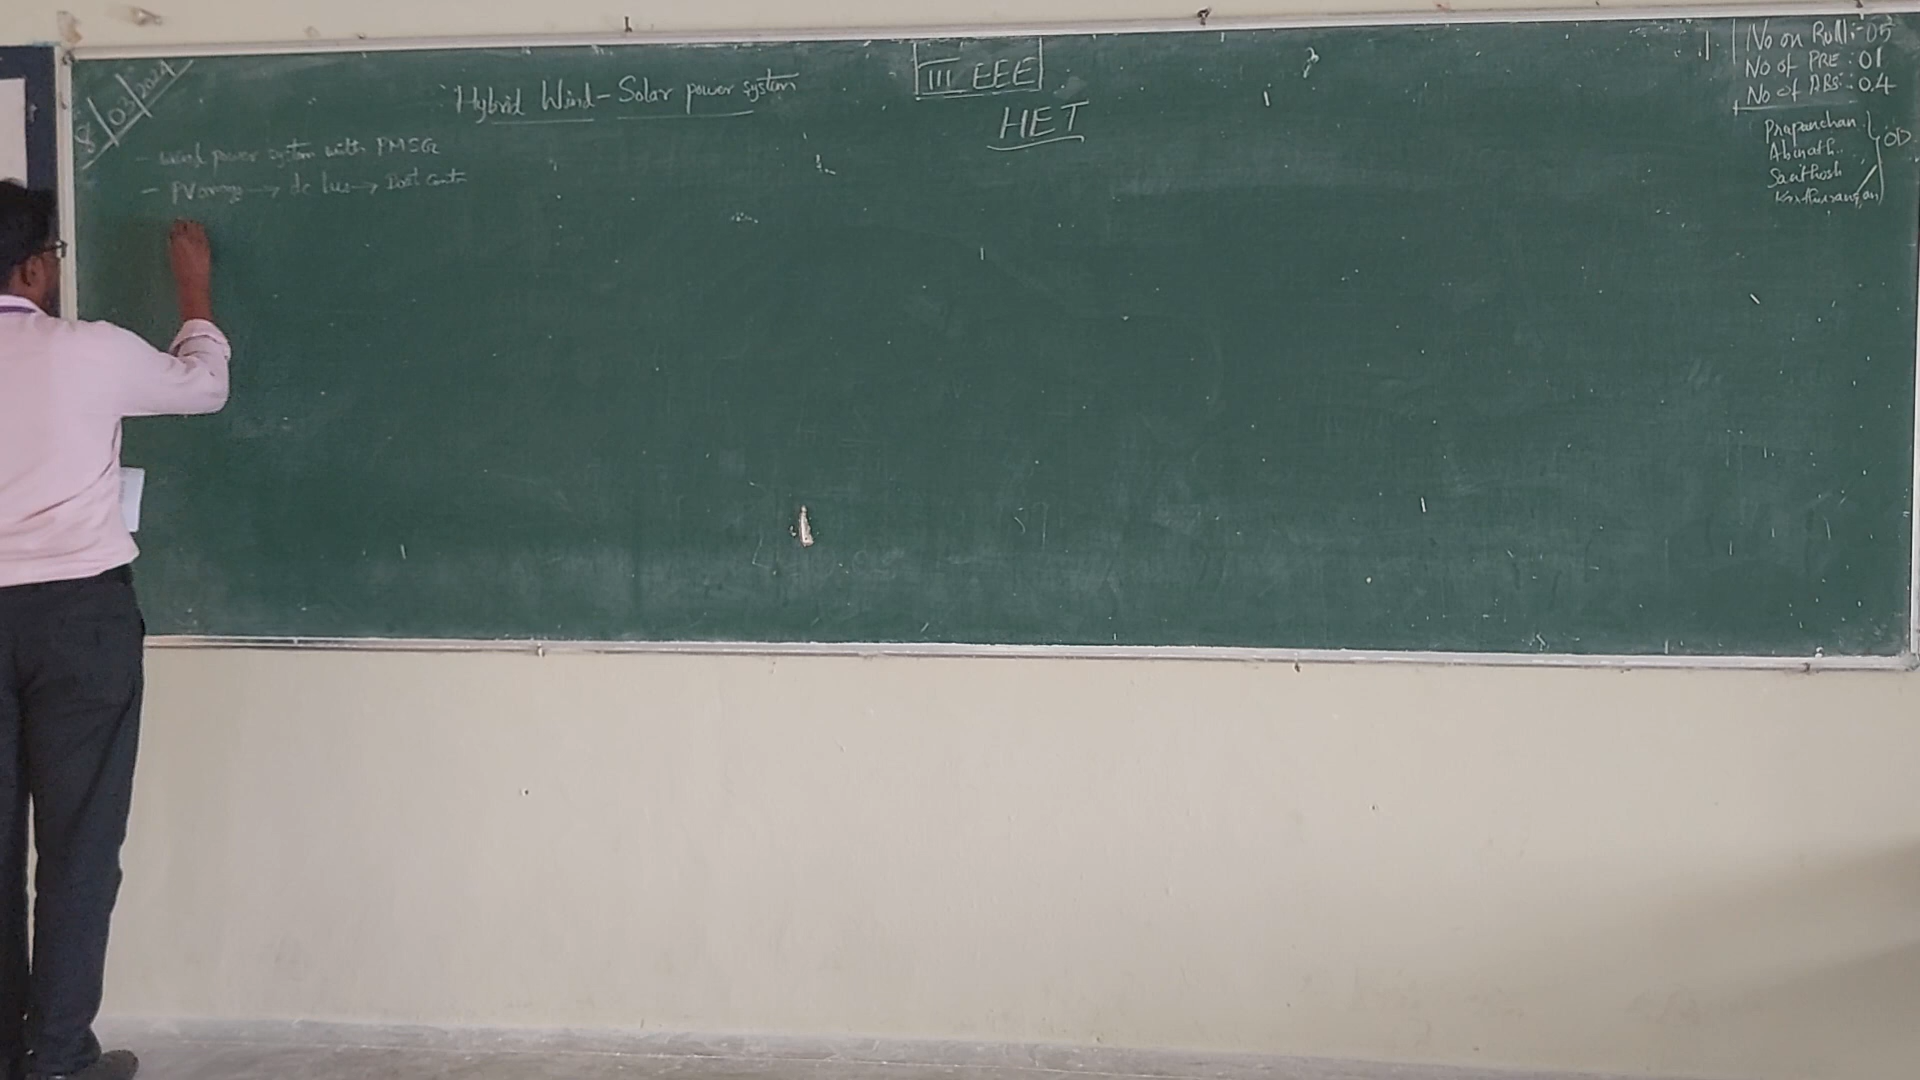 8/03/2024
Hybrid Wind-Solar power system
III EEE
HET
- Wind power system with PMSG
- PV arrays → dc bus →
No on Roll:-05
No of PRE : 01
No of ABS : 04
Prapanchan
Abinath
Santhosh
OD